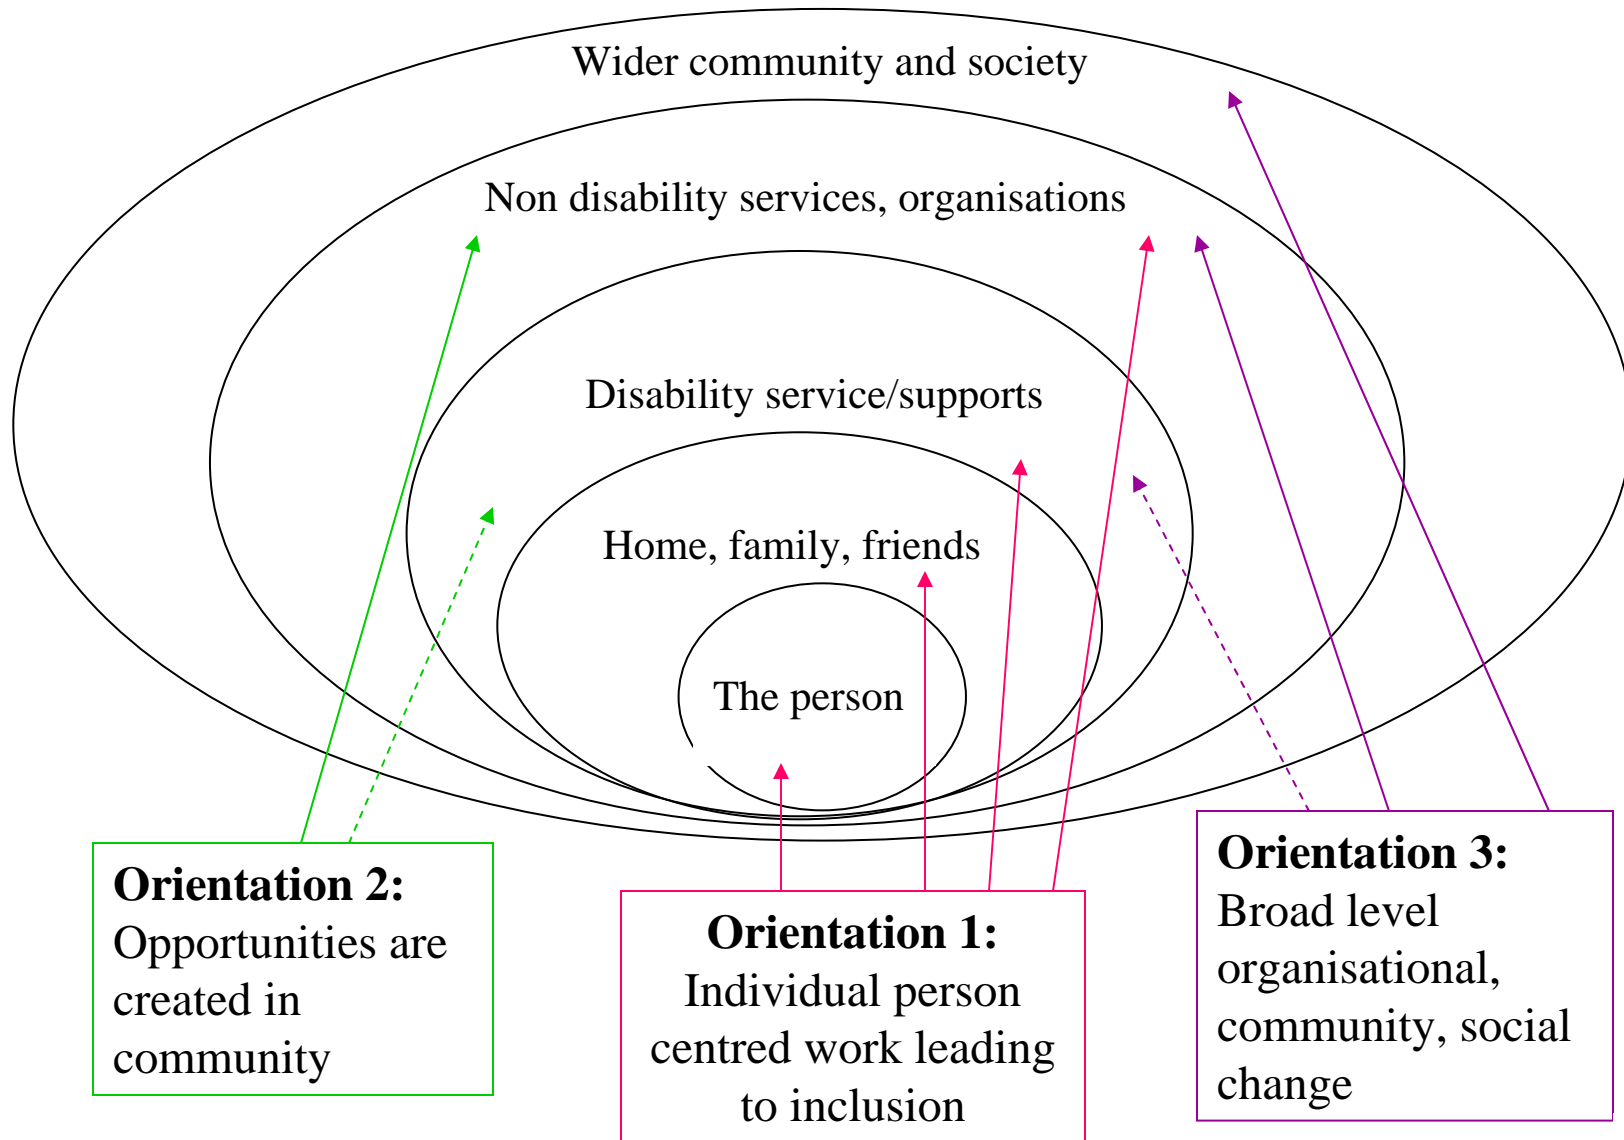 Wider community and society
Non disability services, organisations
Disability service/supports
Home, family, friends
The person
Orientation 2:
Opportunities are
created in
community
Orientation 1:
Individual person
centred work leading
to inclusion
Orientation 3:
Broad level
organisational,
community, social
change